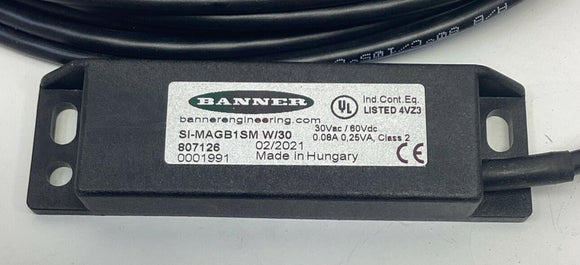 BANNER
bannerengineering.com
SI-MAGB1SM W/30
807126 02/2021
0001991 Made in Hungary
UL
Ind.Cont.Eq.
LISTED 4VZ3
30Vac / 60Vdc
0.08A 0,25VA, Class 2
CE